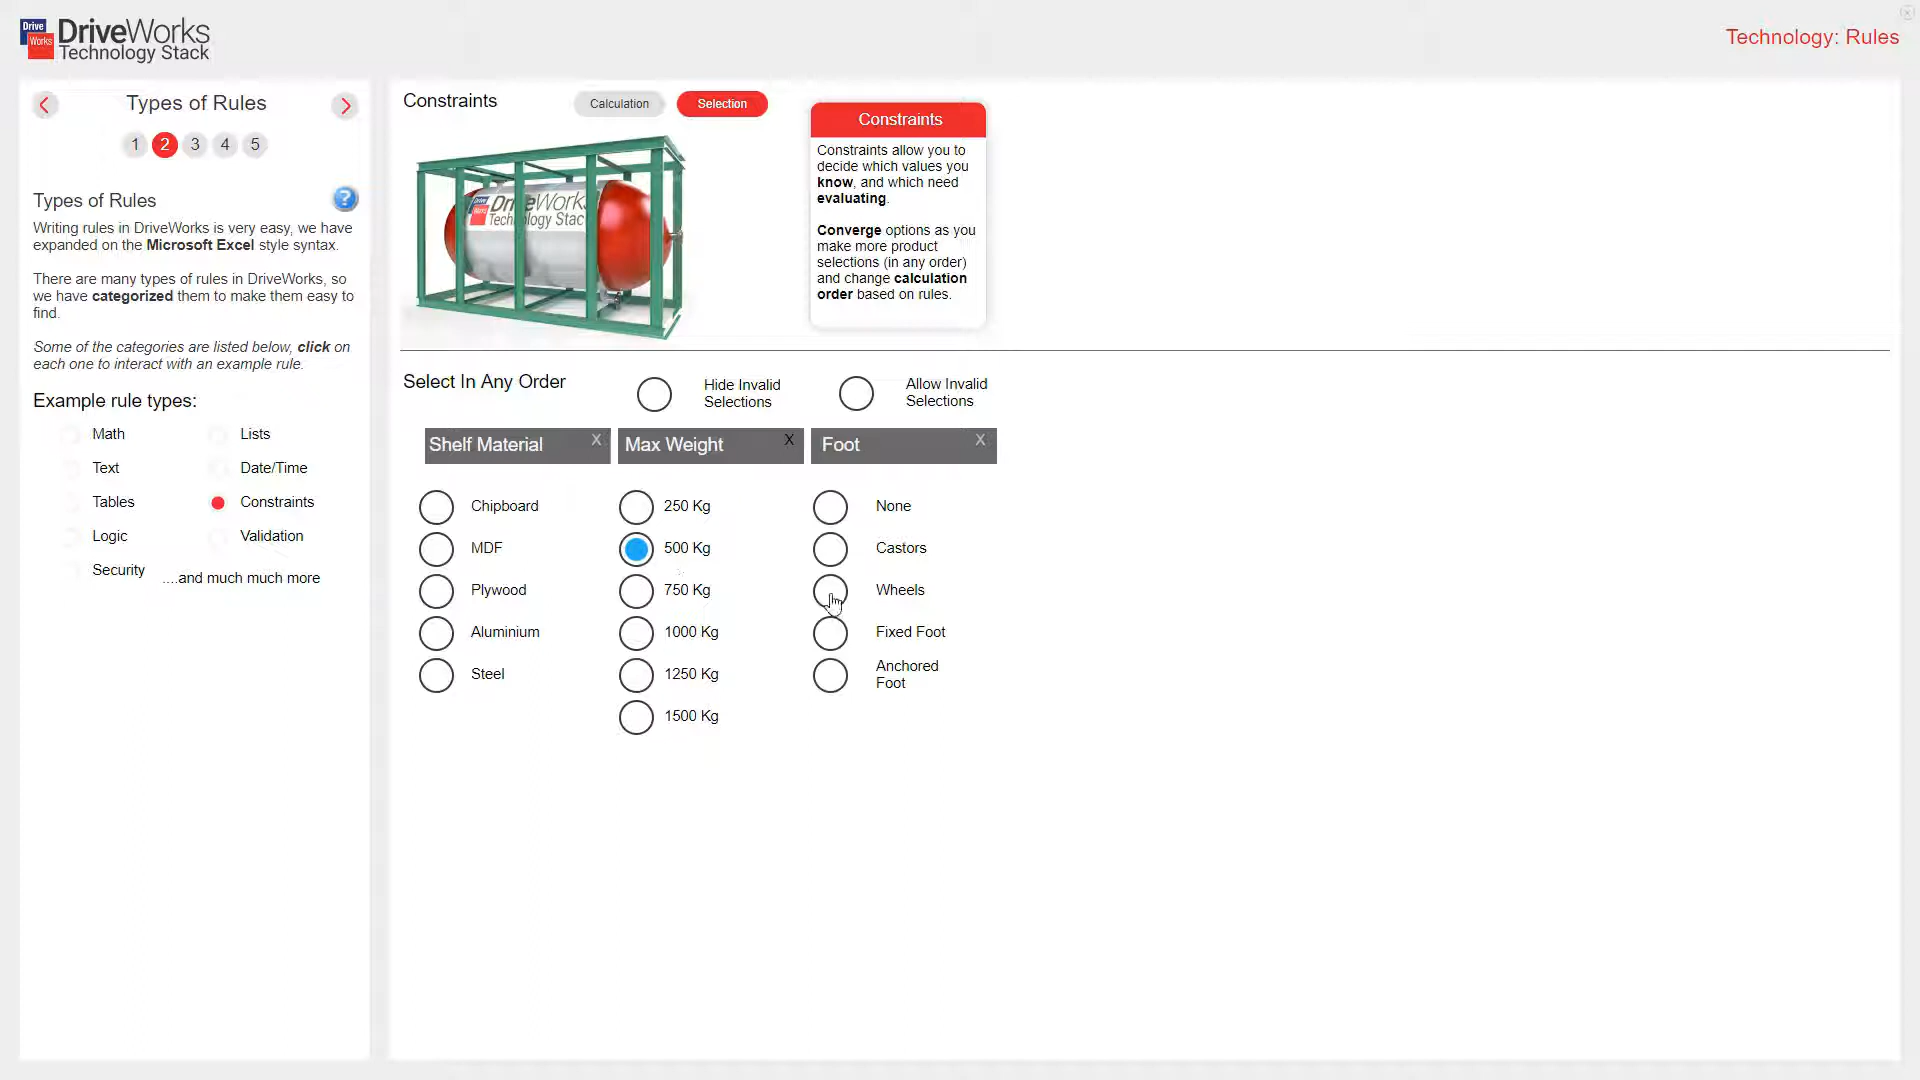 Drive
Works
DriveWorks
Technology Stack
Technology: Rules
Types of Rules
1 2 3 4 5
Types of Rules
?
Writing rules in DriveWorks is very easy, we have
expanded on the Microsoft Excel style syntax.
There are many types of rules in DriveWorks, so
we have categorized them to make them easy to
find.
Some of the categories are listed below, click on
each one to interact with an example rule.
Example rule types:
Math
Lists
Text
Date/Time
Tables
Constraints
Logic
Validation
Security
....and much much more
Constraints
Calculation
Selection
Drive
Works
DriveWorks
Technology Stac
Constraints
Constraints allow you to
decide which values you
know, and which need
evaluating.
Converge options as you
make more product
selections (in any order)
and change calculation
order based on rules.
Select In Any Order
Hide Invalid
Selections
Allow Invalid
Selections
Shelf Material X
Max Weight X
Foot X
Chipboard
250 Kg
None
MDF
500 Kg
Castors
Plywood
750 Kg
Wheels
Aluminium
1000 Kg
Fixed Foot
Steel
1250 Kg
Anchored
Foot
1500 Kg